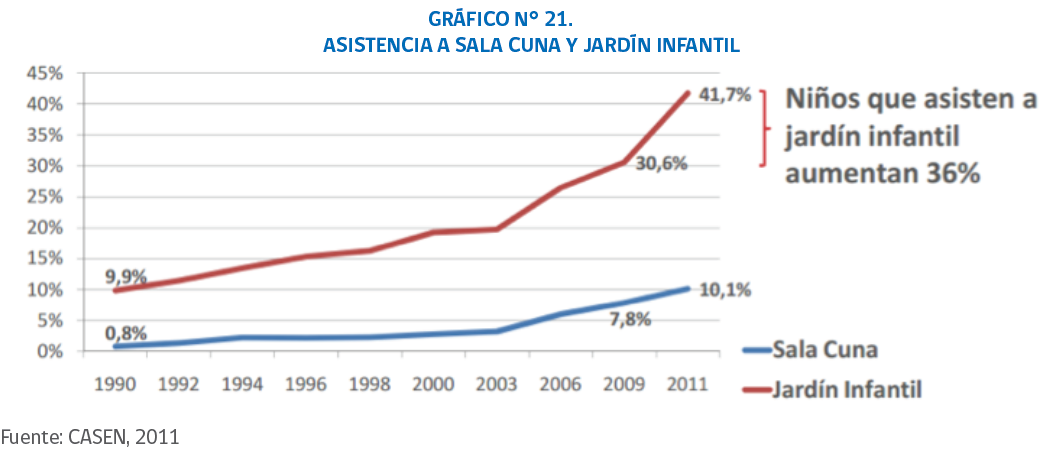 GRÁFICO N° 21.
ASISTENCIA A SALA CUNA Y JARDÍN INFANTIL
45%
40%
35%
30%
25%
20%
15%
10%
5%
0%
9,9%
0,8%
30,6%
41,7%
7,8%
10,1%
Niños que asisten a
jardín infantil
aumentan 36%
1990 1992 1994 1996 1998 2000 2003 2006 2009 2011
Sala Cuna
Jardín Infantil
Fuente: CASEN, 2011